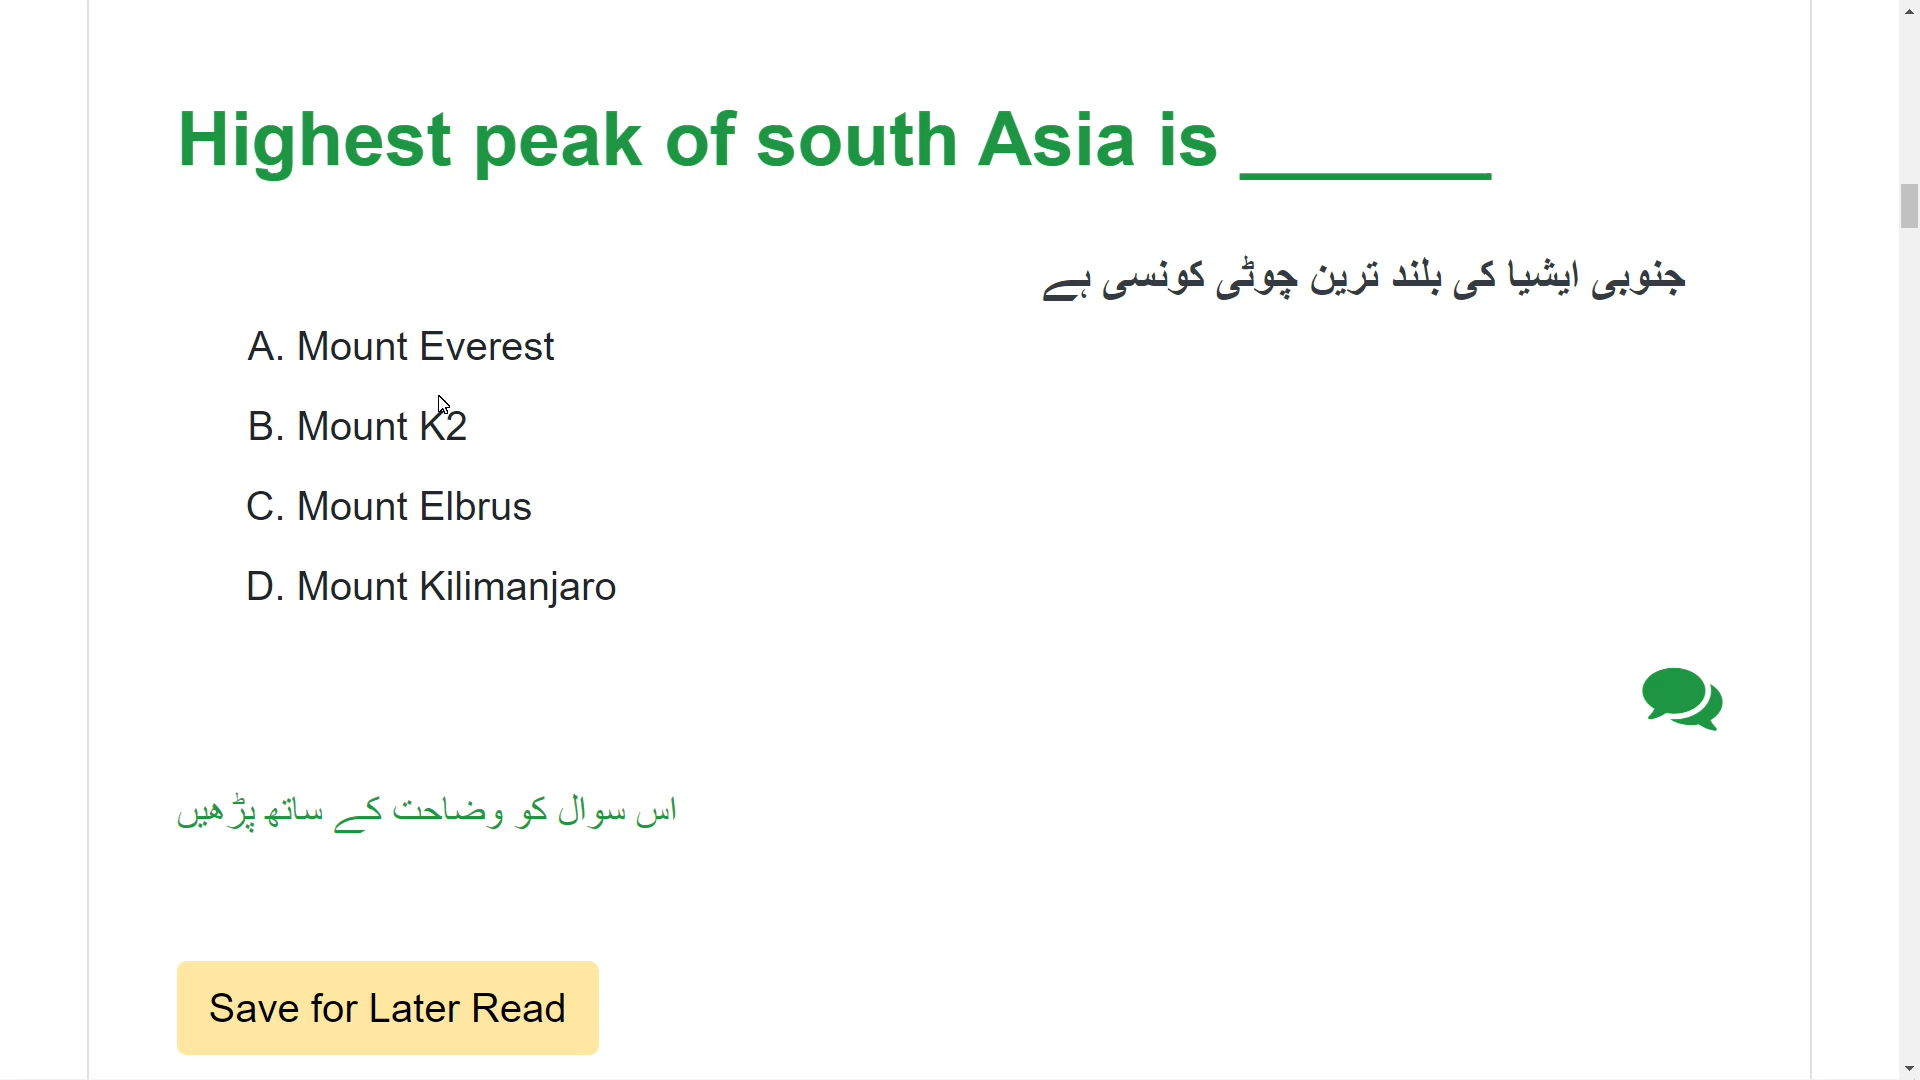 Highest peak of south Asia is ______
جنوبی ایشیا کی بلند ترین چوٹی کونسی ہے
A. Mount Everest
B. Mount K2
C. Mount Elbrus
D. Mount Kilimanjaro
اس سوال کو وضاحت کے ساتھ پڑھیں
Save for Later Read